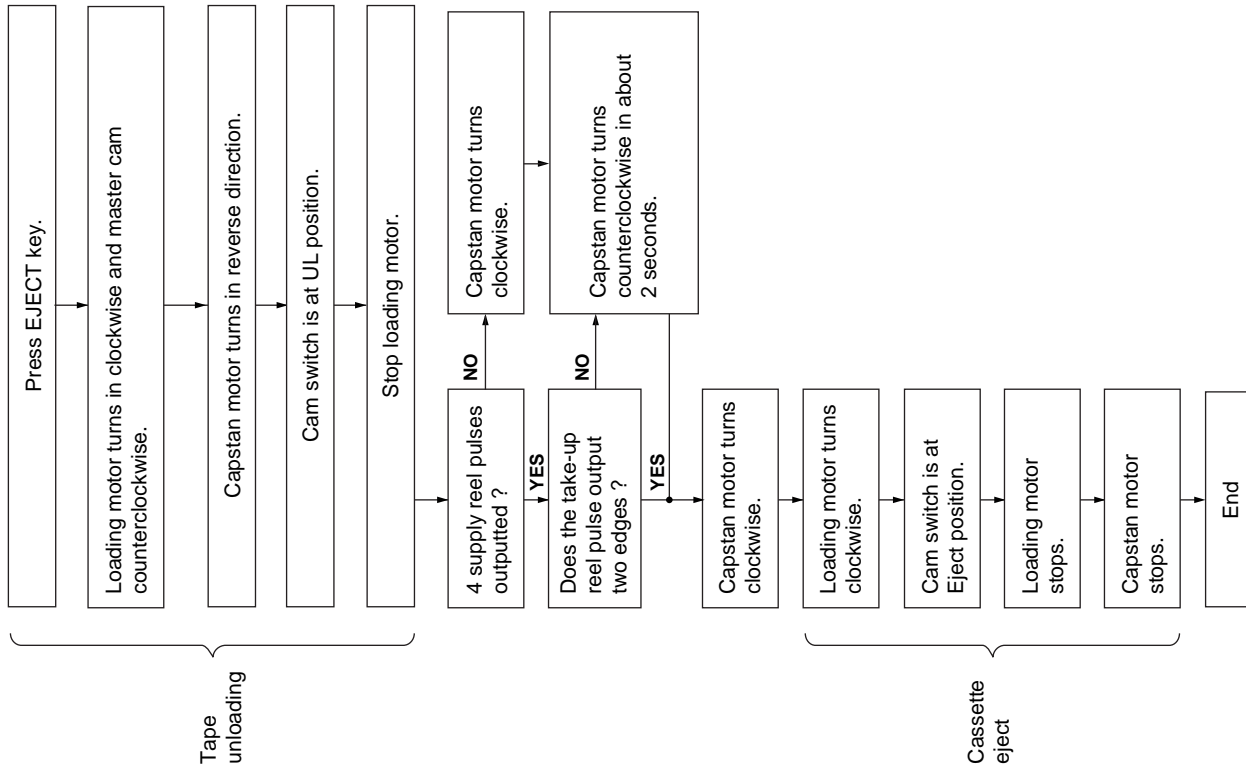 Press EJECT key.
Loading motor turns in clockwise and master cam
counterclockwise.
Capstan motor turns in reverse direction.
Cam switch is at UL position.
Stop loading motor.
Tape
unloading
4 supply reel pulses
outputted ?
NO
Capstan motor turns
clockwise.
YES
Does the take-up
reel pulse output
two edges ?
NO
Capstan motor turns
counterclockwise in about
2 seconds.
YES
Capstan motor turns
clockwise.
Loading motor turns
clockwise.
Cam switch is at
Eject position.
Loading motor
stops.
Capstan motor
stops.
Cassette
eject
End